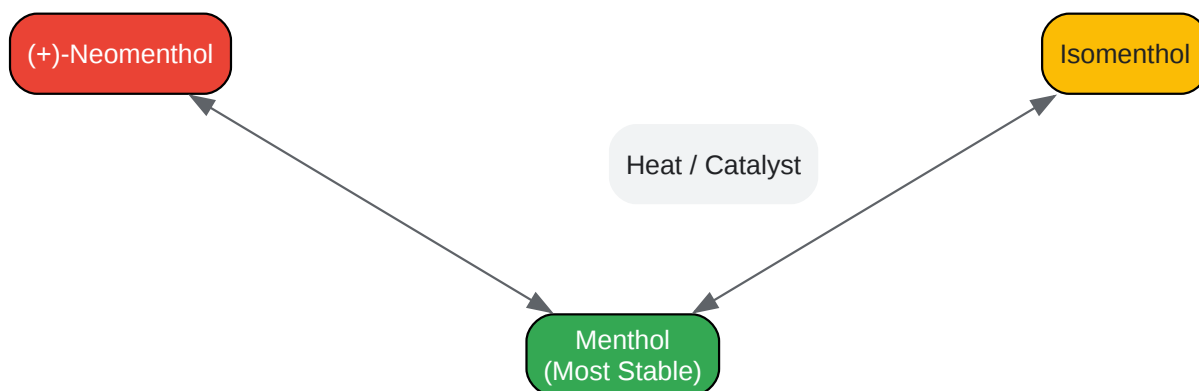 (+)-Neomenthol
Isomenthol
Heat / Catalyst
Menthol
(Most Stable)